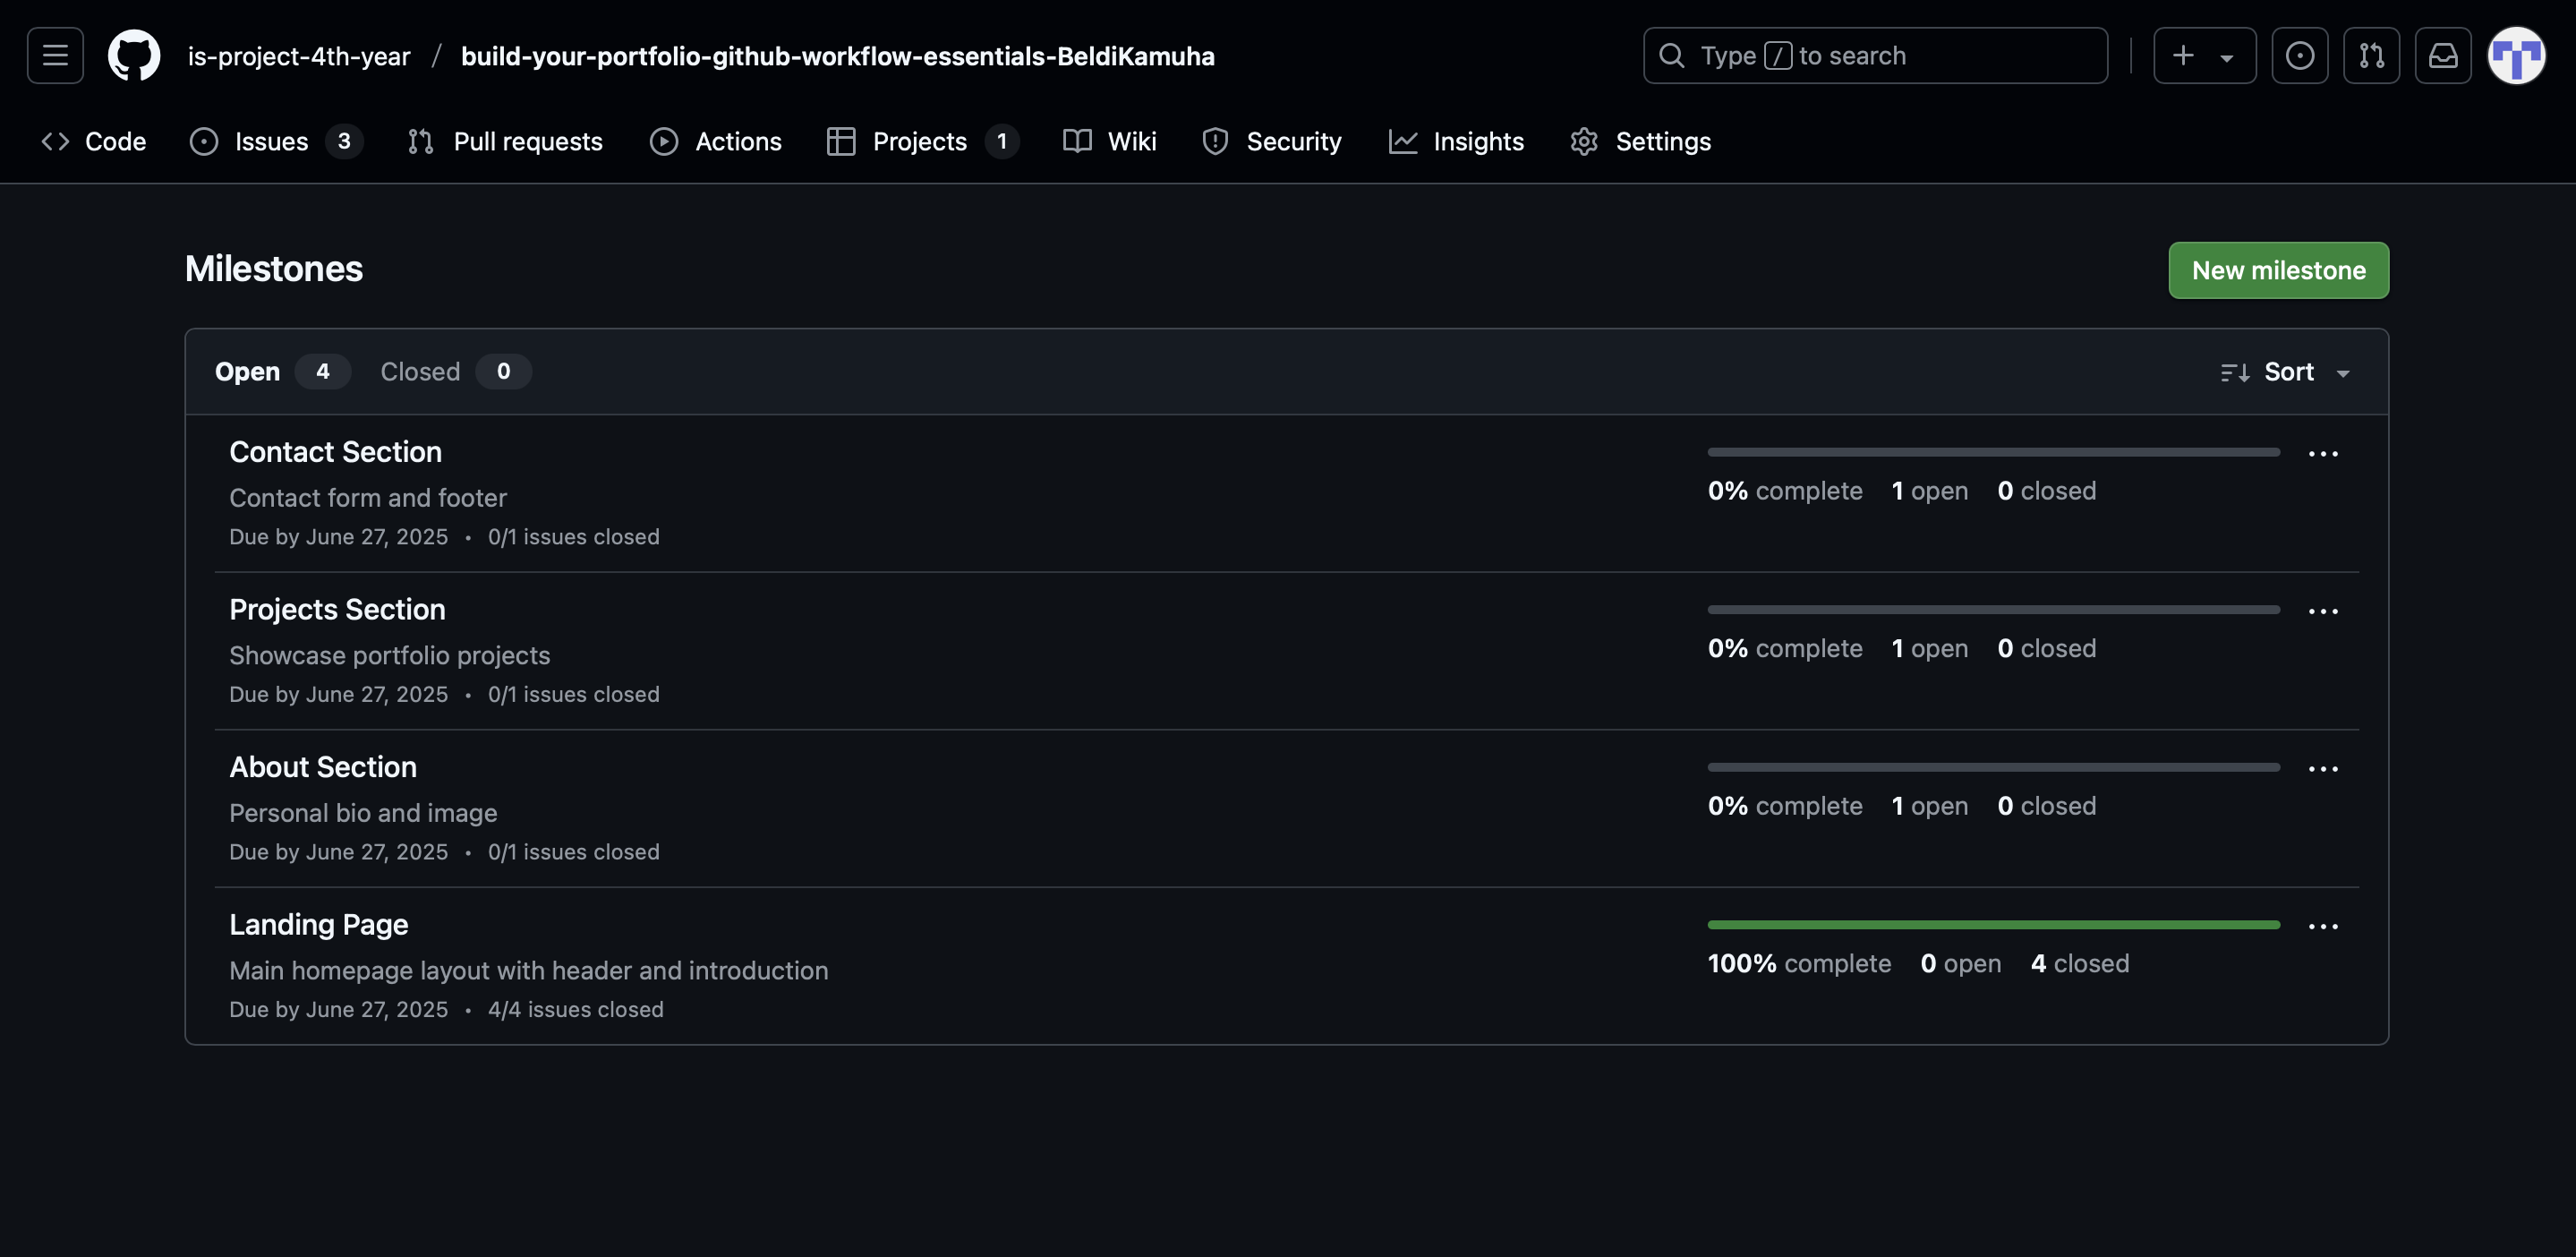 is-project-4th-year / build-your-portfolio-github-workflow-essentials-BeldiKamuha
Type / to search
Code Issues 3 Pull requests Actions Projects 1 Wiki Security Insights Settings
Milestones
New milestone
Open 4 Closed 0 Sort
Contact Section
Contact form and footer
Due by June 27, 2025 • 0/1 issues closed
0% complete 1 open 0 closed
Projects Section
Showcase portfolio projects
Due by June 27, 2025 • 0/1 issues closed
0% complete 1 open 0 closed
About Section
Personal bio and image
Due by June 27, 2025 • 0/1 issues closed
0% complete 1 open 0 closed
Landing Page
Main homepage layout with header and introduction
Due by June 27, 2025 • 4/4 issues closed
100% complete 0 open 4 closed